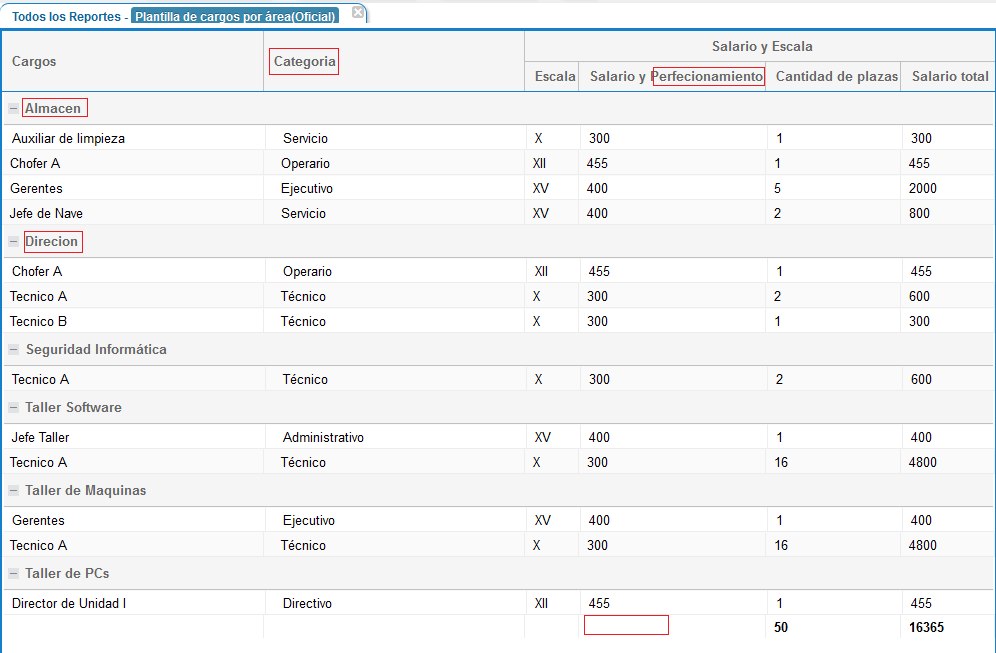 Todos los Reportes - Plantilla de cargos por área(Oficial)
Cargos Categoria Salario y Escala
Escala Salario y Perfecionamiento Cantidad de plazas Salario total
Almacen
Auxiliar de limpieza Servicio X 300 1 300
Chofer A Operario XII 455 1 455
Gerentes Ejecutivo XV 400 5 2000
Jefe de Nave Servicio XV 400 2 800
Direcion
Chofer A Operario XII 455 1 455
Tecnico A Técnico X 300 2 600
Tecnico B Técnico X 300 1 300
Seguridad Informática
Tecnico A Técnico X 300 2 600
Taller Software
Jefe Taller Administrativo XV 400 1 400
Tecnico A Técnico X 300 16 4800
Taller de Maquinas
Gerentes Ejecutivo XV 400 1 400
Tecnico A Técnico X 300 16 4800
Taller de PCs
Director de Unidad I Directivo XII 455 1 455
50 16365